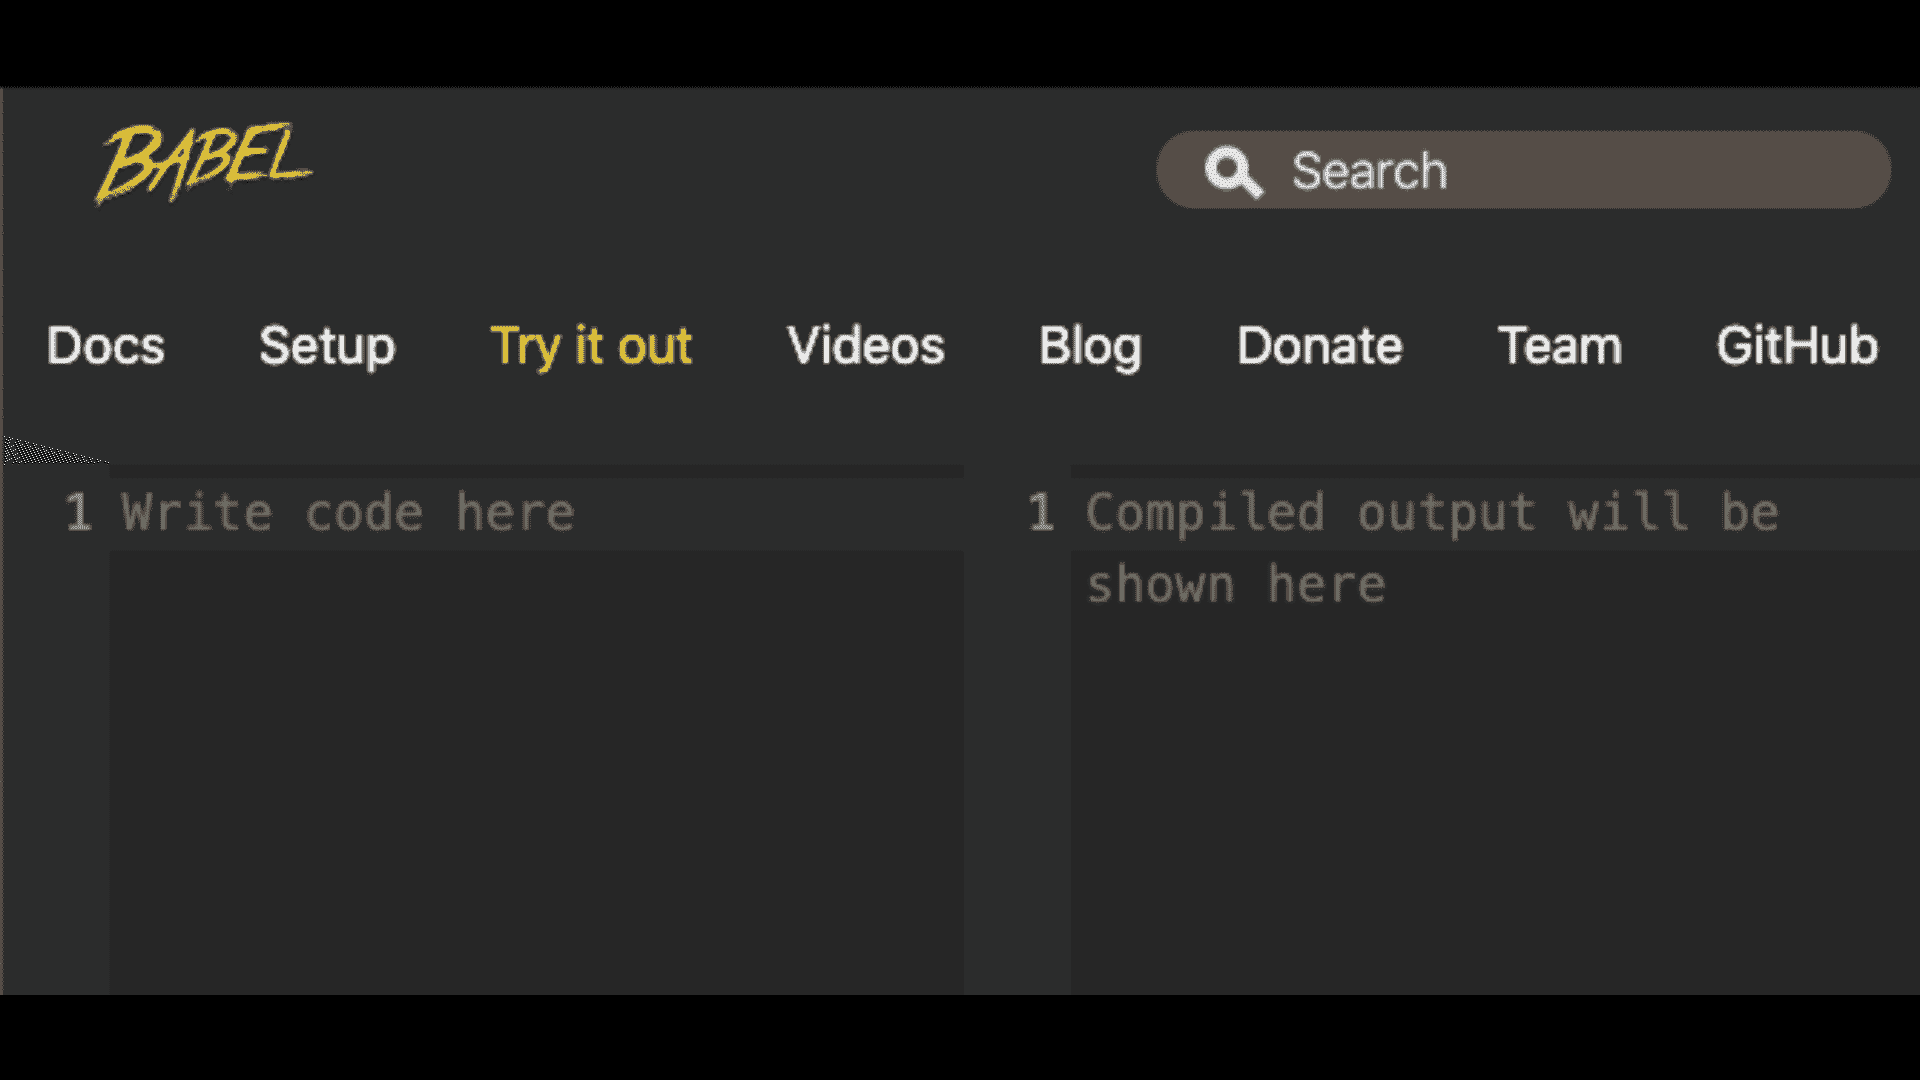 BABEL
Search
Docs Setup Try it out Videos Blog Donate Team GitHub
1 Write code here
1 Compiled output will be
shown here